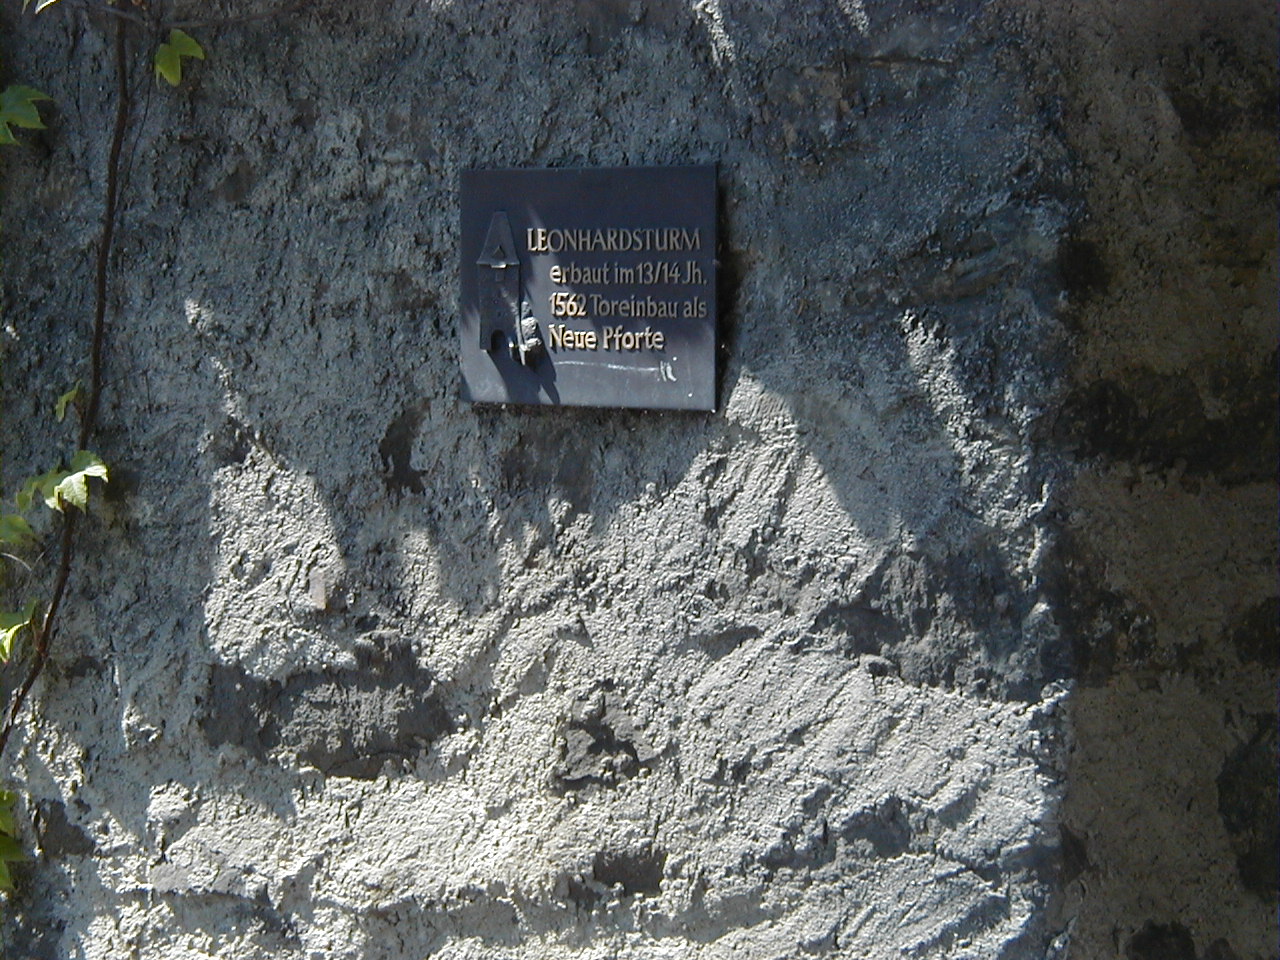 LEONHARDSTURM
erbaut im 13/14 Jh.
1562 Toreinbau als
Neue Pforte